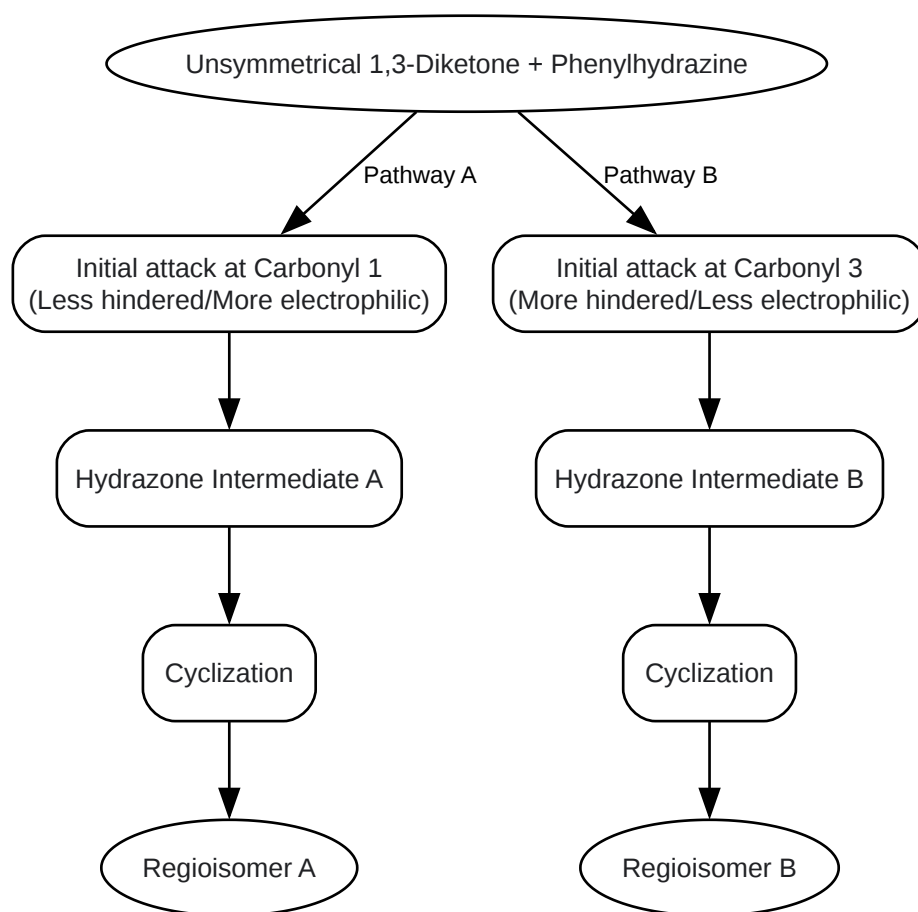 Unsymmetrical 1,3-Diketone + Phenylhydrazine
Pathway A
Pathway B
Initial attack at Carbonyl 1
(Less hindered/More electrophilic)
Initial attack at Carbonyl 3
(More hindered/Less electrophilic)
Hydrazone Intermediate A
Hydrazone Intermediate B
Cyclization
Cyclization
Regioisomer A
Regioisomer B